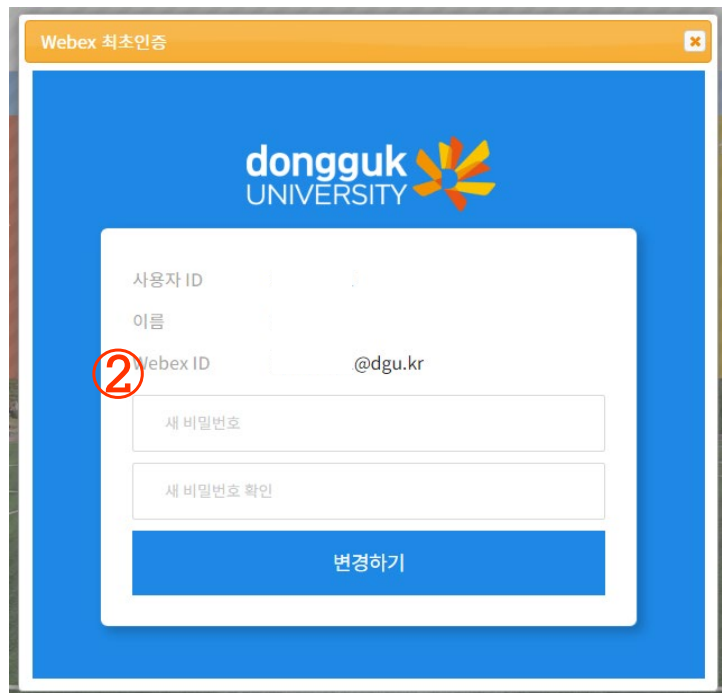 Webex 최초인증
dongguk
UNIVERSITY
사용자 ID
이름
② Webex ID @dgu.kr
새 비밀번호
새 비밀번호 확인
변경하기